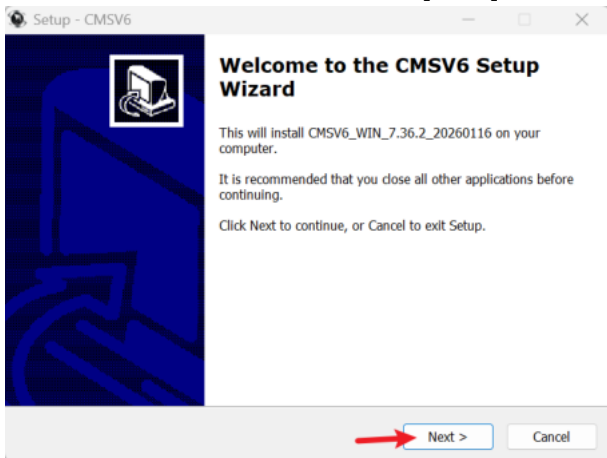 Setup - CMSV6
Welcome to the CMSV6 Setup
Wizard
This will install CMSV6_WIN_7.36.2_20260116 on your
computer.
It is recommended that you close all other applications before
continuing.
Click Next to continue, or Cancel to exit Setup.
Next >
Cancel